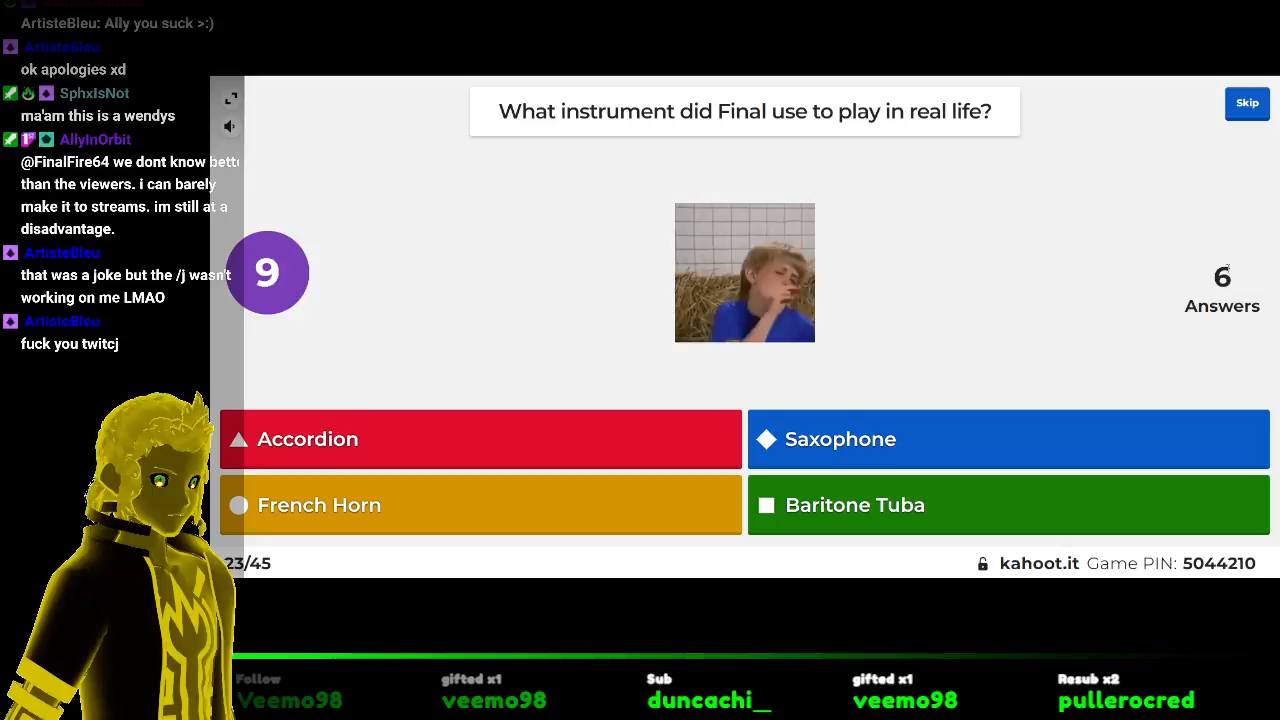 ArtisteBleu: Ally you suck >:)
ArtisteBleu
ok apologies xd
SphxIsNot
ma'am this is a wendys
AllyInOrbit
@FinalFire64 we dont know bette
than the viewers. i can barely
make it to streams. im still at a
disadvantage.
ArtisteBleu
that was a joke but the /j wasn't
working on me LMAO
ArtisteBleu
fuck you twitcj
What instrument did Final use to play in real life?
Skip
9
6
Answers
Accordion
Saxophone
French Horn
Baritone Tuba
23/45
kahoot.it Game PIN: 5044210
Follow
Veemo98
gifted x1
veemo98
Sub
duncachi__
gifted x1
veemo98
Resub x2
pullerocred